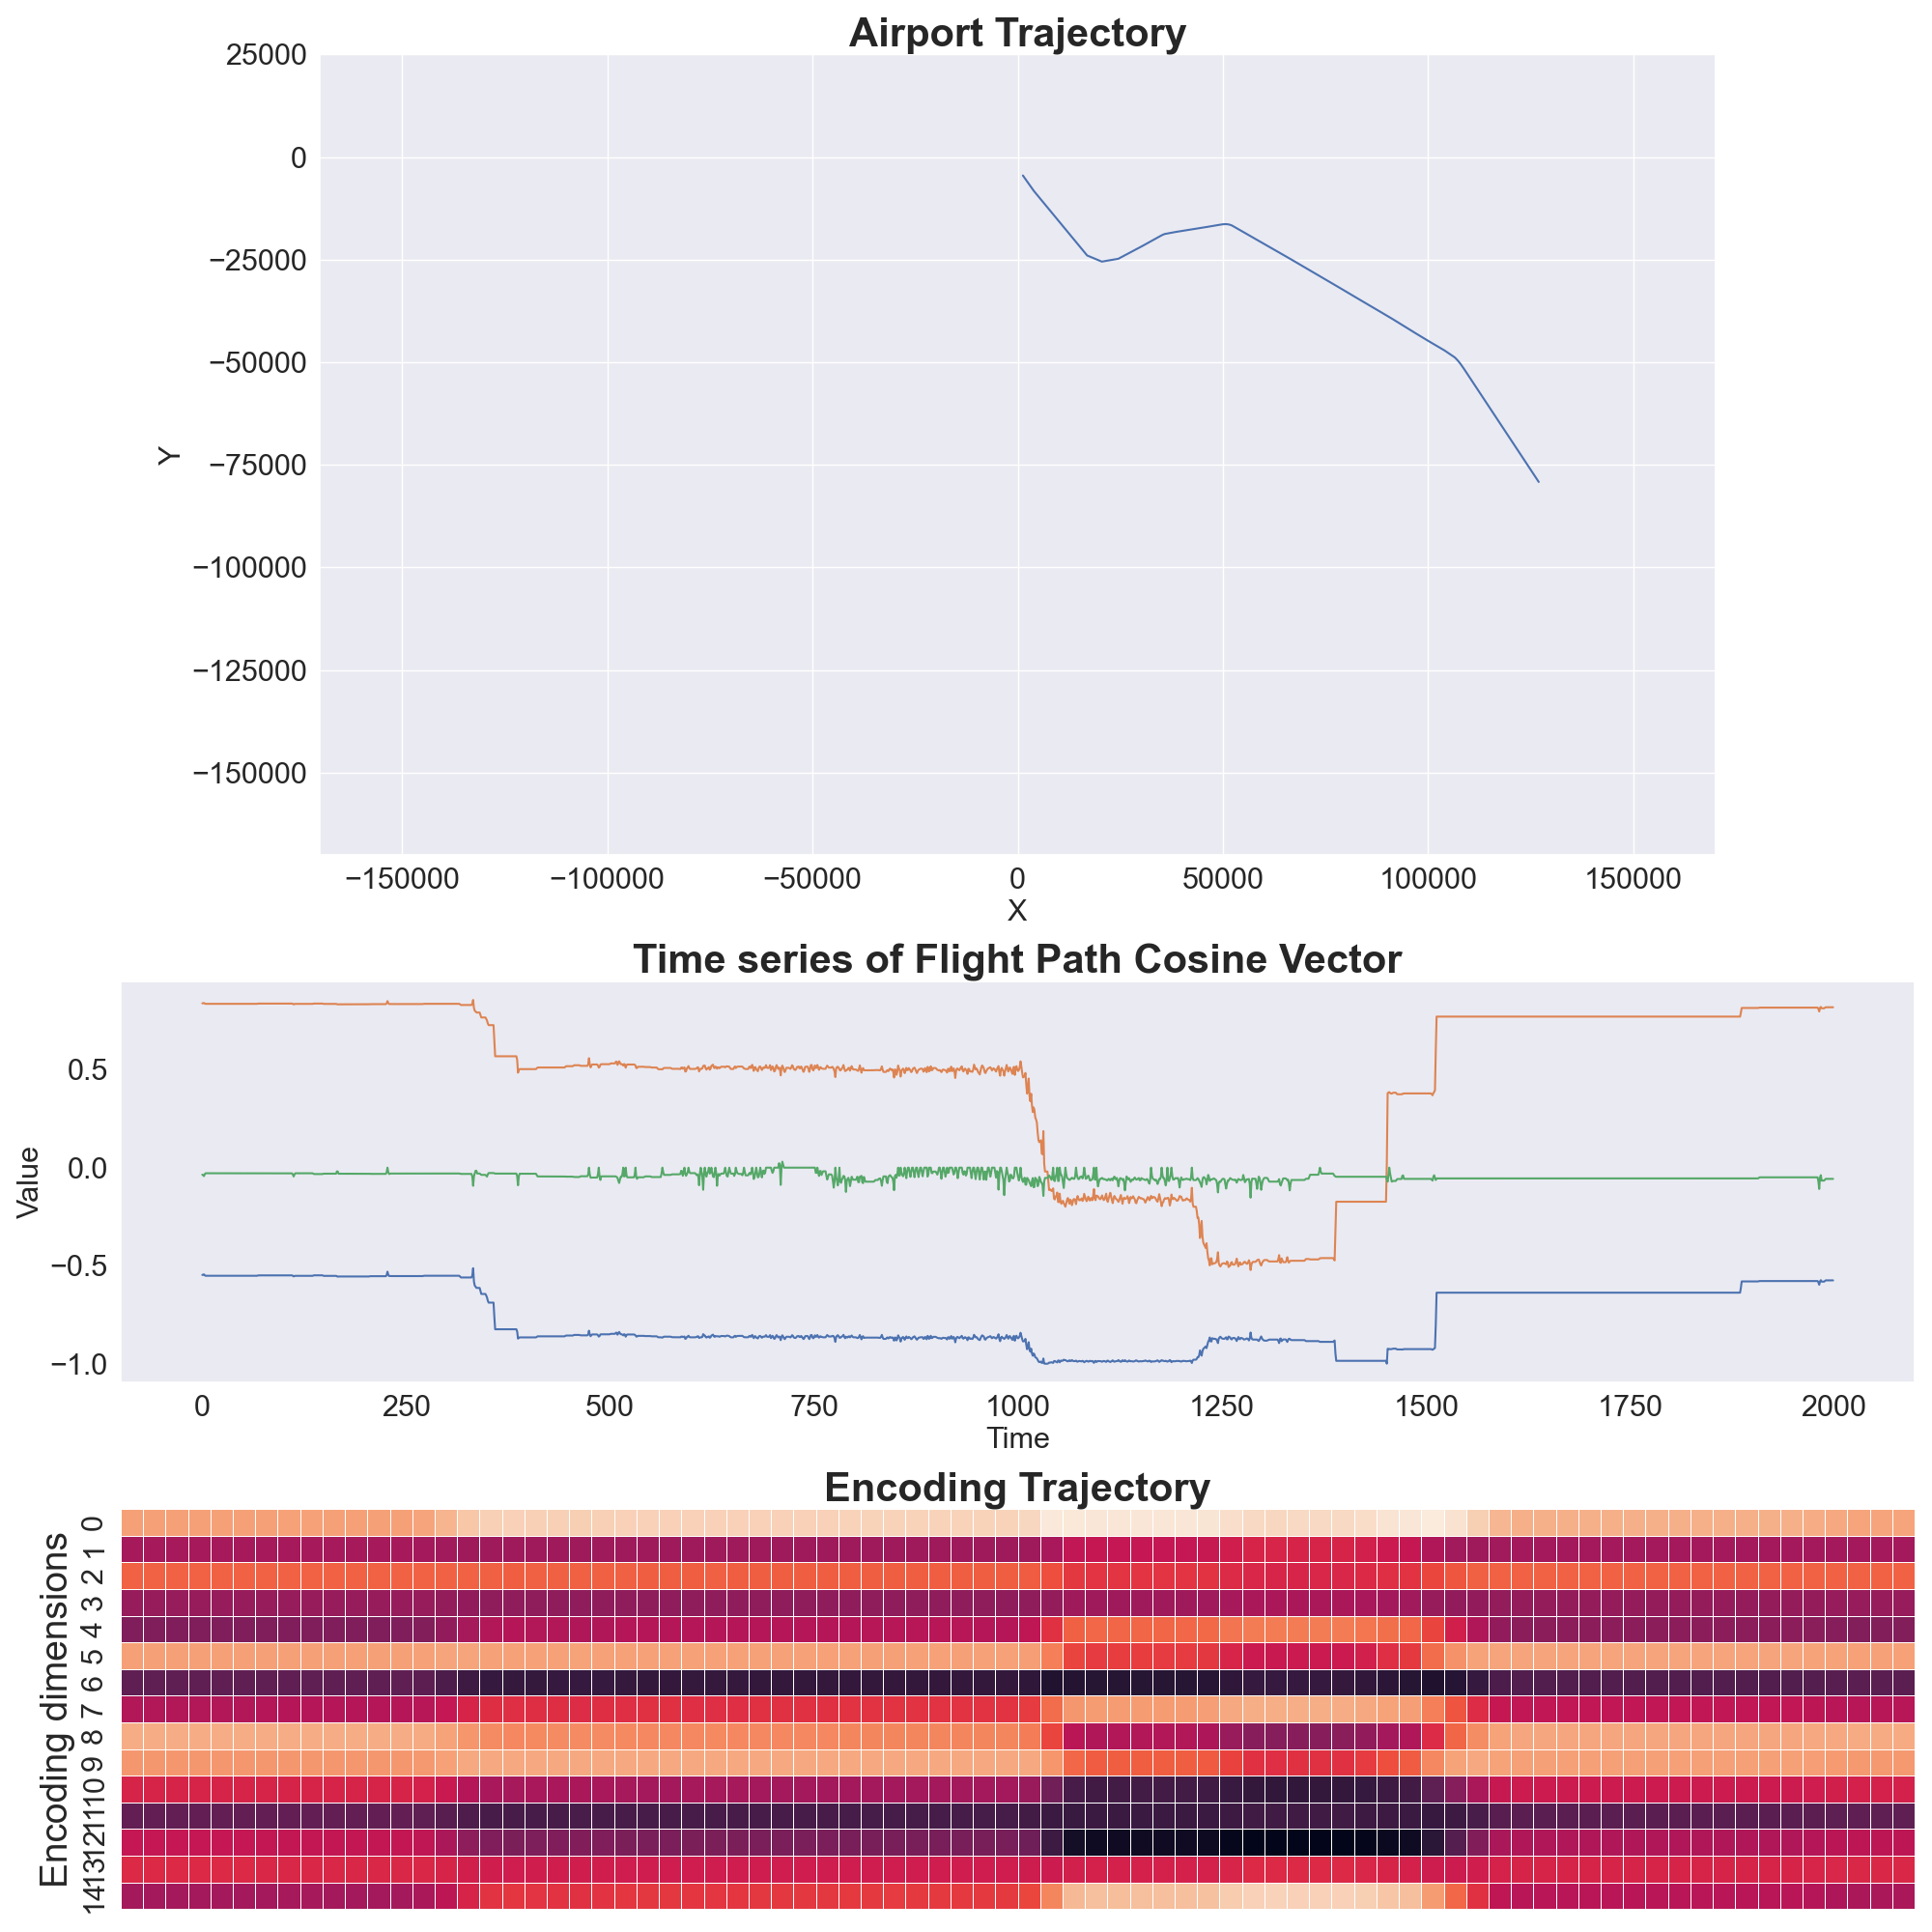 Airport Trajectory
25000
0
−25000
−50000
−75000
−100000
−125000
−150000
Y
−150000 −100000 −50000 0 50000 100000 150000
X
Time series of Flight Path Cosine Vector
0.5
0.0
−0.5
−1.0
Value
0 250 500 750 1000 1250 1500 1750 2000
Time
Encoding Trajectory
Encoding dimensions
0
1
2
3
4
5
6
7
8
9
10
11
12
13
14